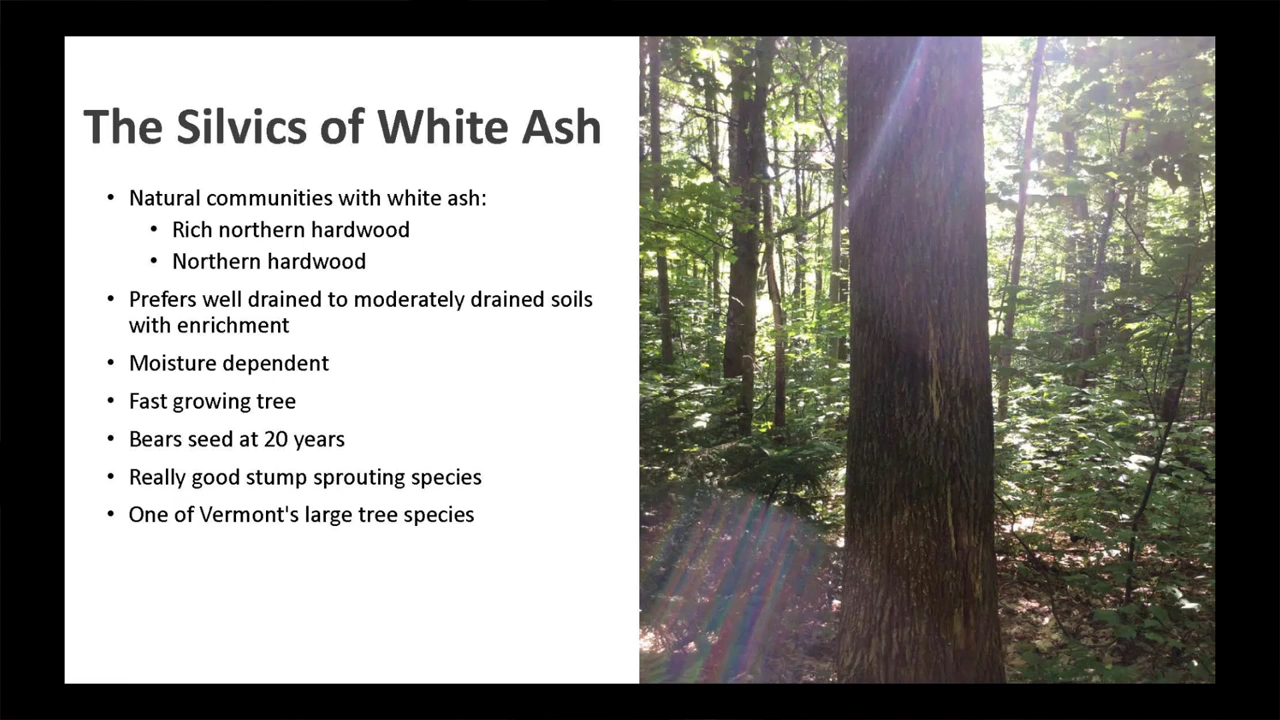 The Silvics of White Ash
• Natural communities with white ash:
• Rich northern hardwood
• Northern hardwood
• Prefers well drained to moderately drained soils
with enrichment
• Moisture dependent
• Fast growing tree
• Bears seed at 20 years
• Really good stump sprouting species
• One of Vermont's large tree species